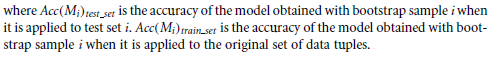 where Acc(Mi)test_set is the accuracy of the model obtained with bootstrap sample i when
it is applied to test set i. Acc(Mi)train_set is the accuracy of the model obtained with boot-
strap sample i when it is applied to the original set of data tuples.